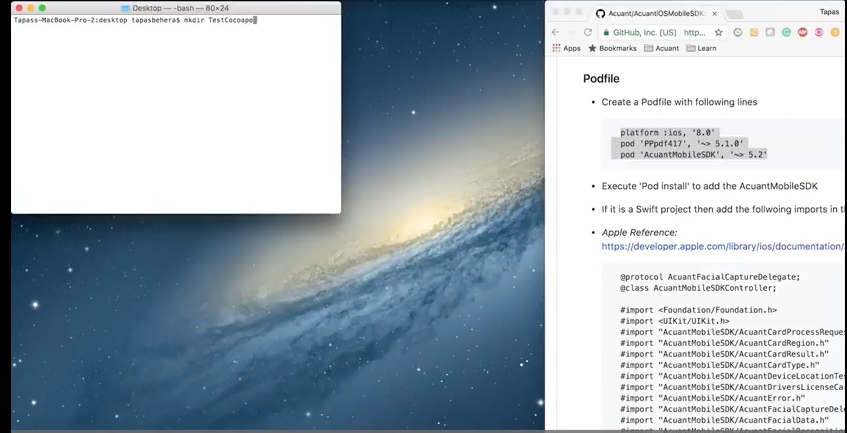 Desktop — -bash — 80×24
Tapass-MacBook-Pro-2:desktop tapasbehera$ mkdir TestCocoapo
Acuant/AcuantiOSMobileSDK
Tapas
GitHub, Inc. [US]
http...
Apps
Bookmarks
Acuant
Learn
Podfile
• Create a Podfile with following lines
platform :ios, '8.0'
pod 'PPpdf417', '~> 5.1.0'
pod 'AcuantMobileSDK', '~> 5.2'
• Execute 'Pod install' to add the AcuantMobileSDK
• If it is a Swift project then add the follwoing imports in t
• Apple Reference:
https://developer.apple.com/library/ios/documentation/
@protocol AcuantFacialCaptureDelegate;
@class AcuantMobileSDKController;
#import <Foundation/Foundation.h>
#import <UIKit/UIKit.h>
#import "AcuantMobileSDK/AcuantCardProcessReque
#import "AcuantMobileSDK/AcuantCardRegion.h"
#import "AcuantMobileSDK/AcuantCardResult.h"
#import "AcuantMobileSDK/AcuantCardType.h"
#import "AcuantMobileSDK/AcuantDeviceLocationTe
#import "AcuantMobileSDK/AcuantDriversLicenseCa
#import "AcuantMobileSDK/AcuantError.h"
#import "AcuantMobileSDK/AcuantFacialCaptureDel
#import "AcuantMobileSDK/AcuantFacialData.h"